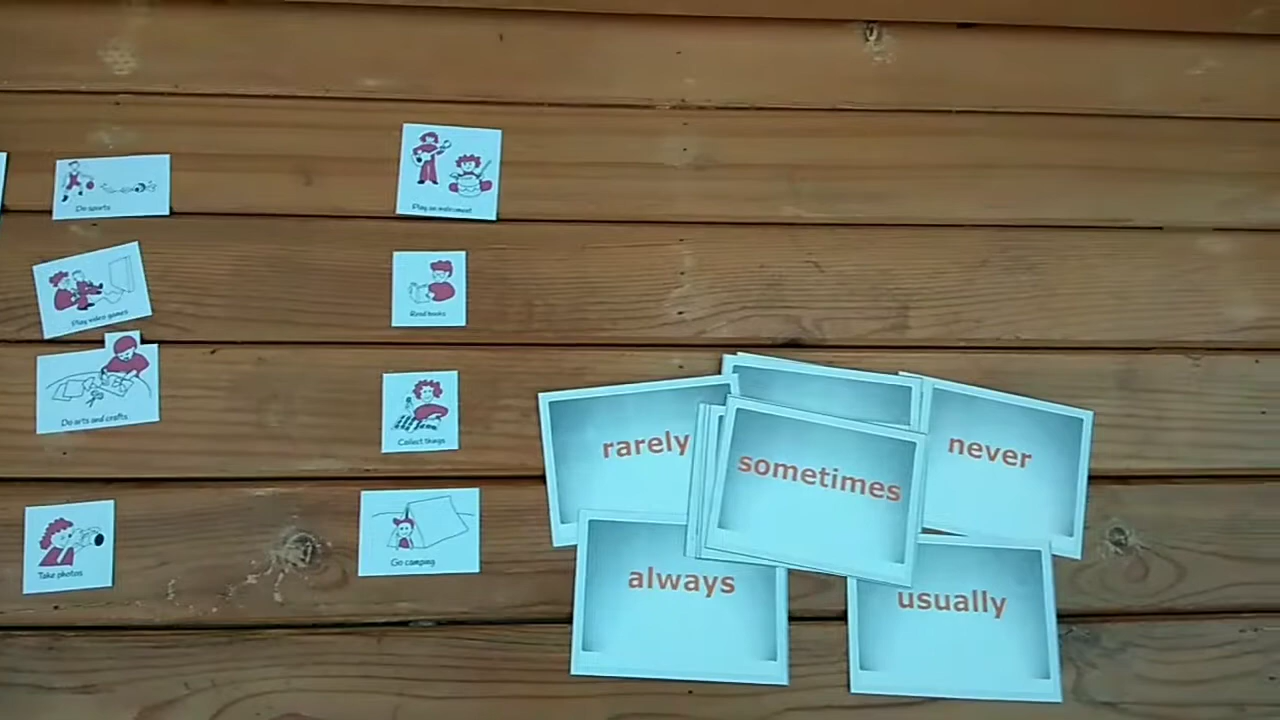 Do sports
Play video games
Do arts and crafts
Take photos
Play an instrument
Read books
Collect things
Go camping
rarely
sometimes
never
always
usually